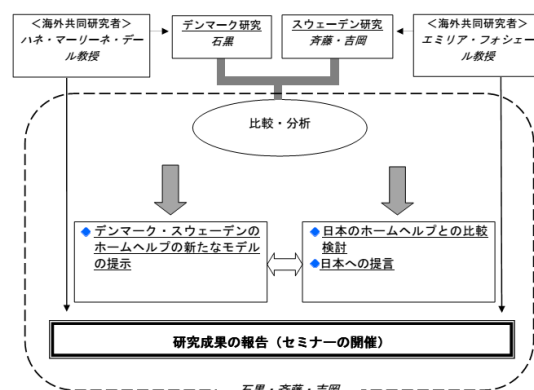 ＜海外共同研究者＞
ハネ・マーリーネ・デー
ル教授
デンマーク研究
石黒
スウェーデン研究
斉藤・吉岡
＜海外共同研究者＞
エミリア・フォシェー
ル教授
比較・分析
◆デンマーク・スウェーデンの
ホームヘルプの新たなモデル
の提示
◆日本のホームヘルプとの比較
検討
◆日本への提言
研究成果の報告（セミナーの開催）
石黒・斉藤・吉岡